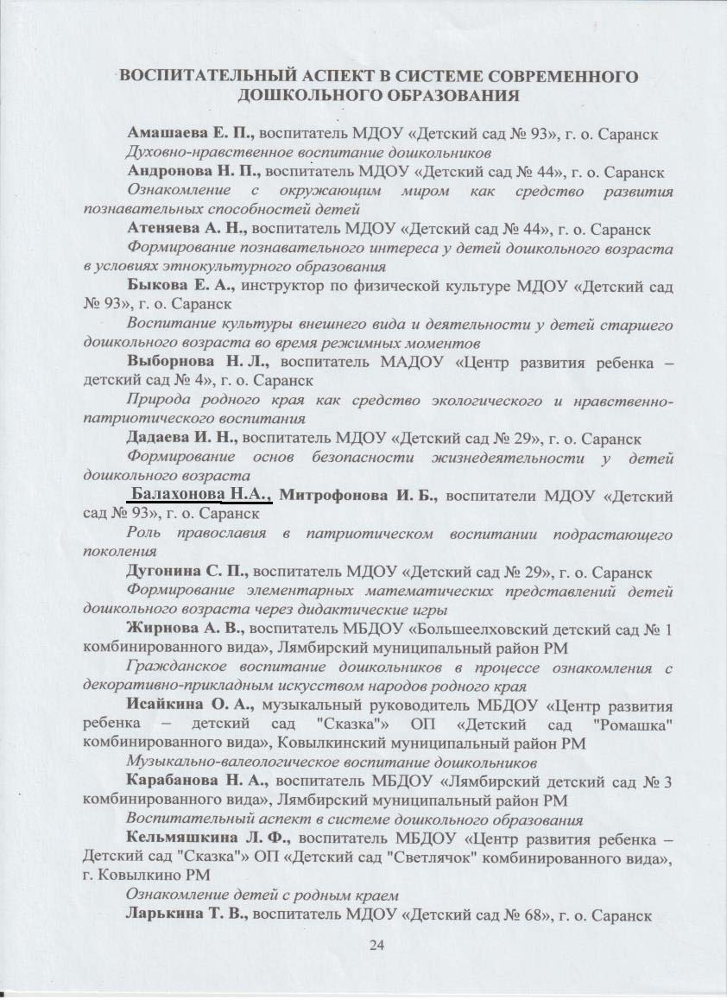 ВОСПИТАТЕЛЬНЫЙ АСПЕКТ В СИСТЕМЕ СОВРЕМЕННОГО
ДОШКОЛЬНОГО ОБРАЗОВАНИЯ
Амашаева Е. П., воспитатель МДОУ «Детский сад № 93», г. о. Саранск
Духовно-нравственное воспитание дошкольников
Андронова Н. П., воспитатель МДОУ «Детский сад № 44», г. о. Саранск
Ознакомление с окружающим миром как средство развития
познавательных способностей детей
Атеняева А. Н., воспитатель МДОУ «Детский сад № 44», г. о. Саранск
Формирование познавательного интереса у детей дошкольного возраста
в условиях этнокультурного образования
Быкова Е. А., инструктор по физической культуре МДОУ «Детский сад
№ 93», г. о. Саранск
Воспитание культуры внешнего вида и деятельности у детей старшего
дошкольного возраста во время режимных моментов
Выборнова Н. Л., воспитатель МАДОУ «Центр развития ребенка –
детский сад № 4», г. о. Саранск
Природа родного края как средство экологического и нравственно-
патриотического воспитания
Дадаева И. Н., воспитатель МДОУ «Детский сад № 29», г. о. Саранск
Формирование основ безопасности жизнедеятельности у детей
дошкольного возраста
Балахонова Н.А., Митрофонова И. Б., воспитатели МДОУ «Детский
сад № 93», г. о. Саранск
Роль православия в патриотическом воспитании подрастающего
поколения
Дугонина С. П., воспитатель МДОУ «Детский сад № 29», г. о. Саранск
Формирование элементарных математических представлений детей
дошкольного возраста через дидактические игры
Жирнова А. В., воспитатель МБДОУ «Большеелховский детский сад № 1
комбинированного вида», Лямбирский муниципальный район РМ
Гражданское воспитание дошкольников в процессе ознакомления с
декоративно-прикладным искусством народов родного края
Исайкина О. А., музыкальный руководитель МБДОУ «Центр развития
ребенка – детский сад "Сказка"» ОП «Детский сад "Ромашка"
комбинированного вида», Ковылкинский муниципальный район РМ
Музыкально-валеологическое воспитание дошкольников
Карабанова Н. А., воспитатель МБДОУ «Лямбирский детский сад № 3
комбинированного вида», Лямбирский муниципальный район РМ
Воспитательный аспект в системе дошкольного образования
Кельмяшкина Л. Ф., воспитатель МБДОУ «Центр развития ребенка –
Детский сад "Сказка"» ОП «Детский сад "Светлячок" комбинированного вида»,
г. Ковылкино РМ
Ознакомление детей с родным краем
Ларькина Т. В., воспитатель МДОУ «Детский сад № 68», г. о. Саранск
24